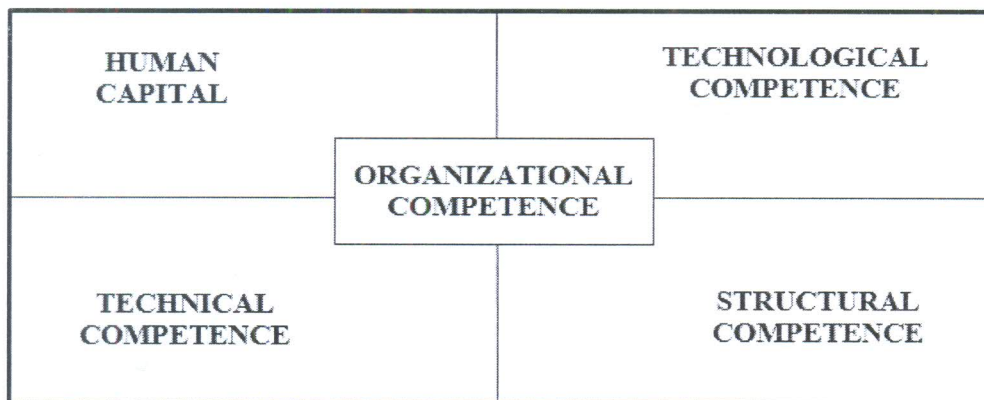 HUMAN
CAPITAL
TECHNOLOGICAL
COMPETENCE
ORGANIZATIONAL
COMPETENCE
TECHNICAL
COMPETENCE
STRUCTURAL
COMPETENCE